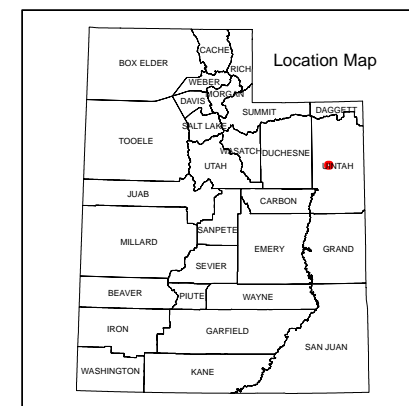 Location Map
BOX ELDER
CACHE
RICH
WEBER
MORGAN
DAVIS
SUMMIT
DAGGETT
SALT LAKE
TOOELE
WASATCH
DUCHESNE
UTAH
JUAB
CARBON
MILLARD
SANPETE
EMERY
GRAND
SEVIER
BEAVER
PIUTE
WAYNE
IRON
GARFIELD
SAN JUAN
WASHINGTON
KANE